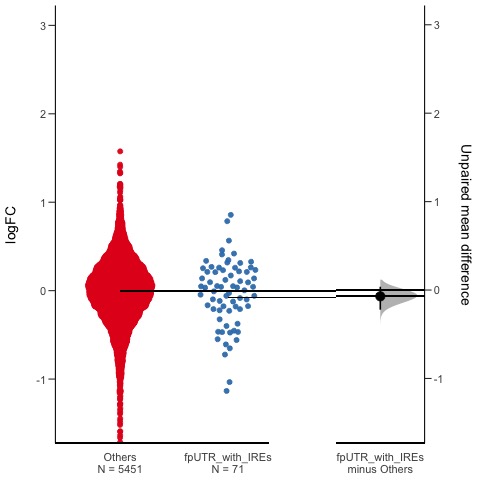 3
2
1
0
-1
logFC
Others
N = 5451
fpUTR_with_IREs
N = 71
fpUTR_with_IREs
minus Others
3
2
1
0
-1
Unpaired mean difference